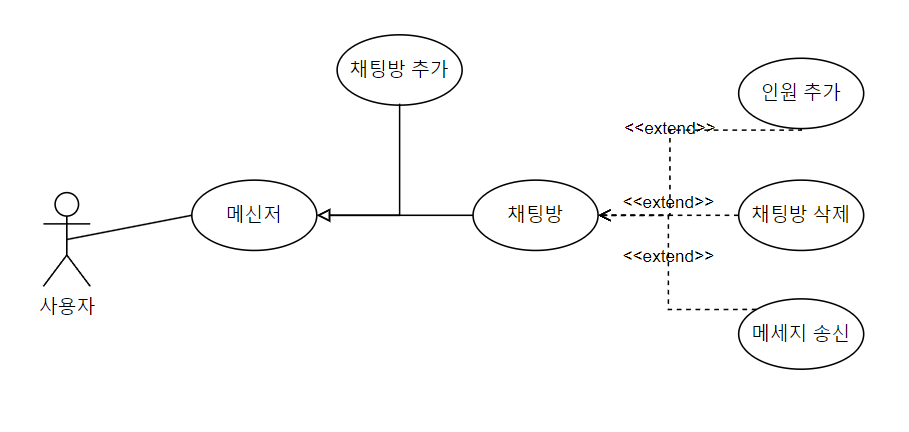 채팅방 추가
인원 추가
<<extend>>
메신저
채팅방
<<extend>>
채팅방 삭제
<<extend>>
사용자
메세지 송신